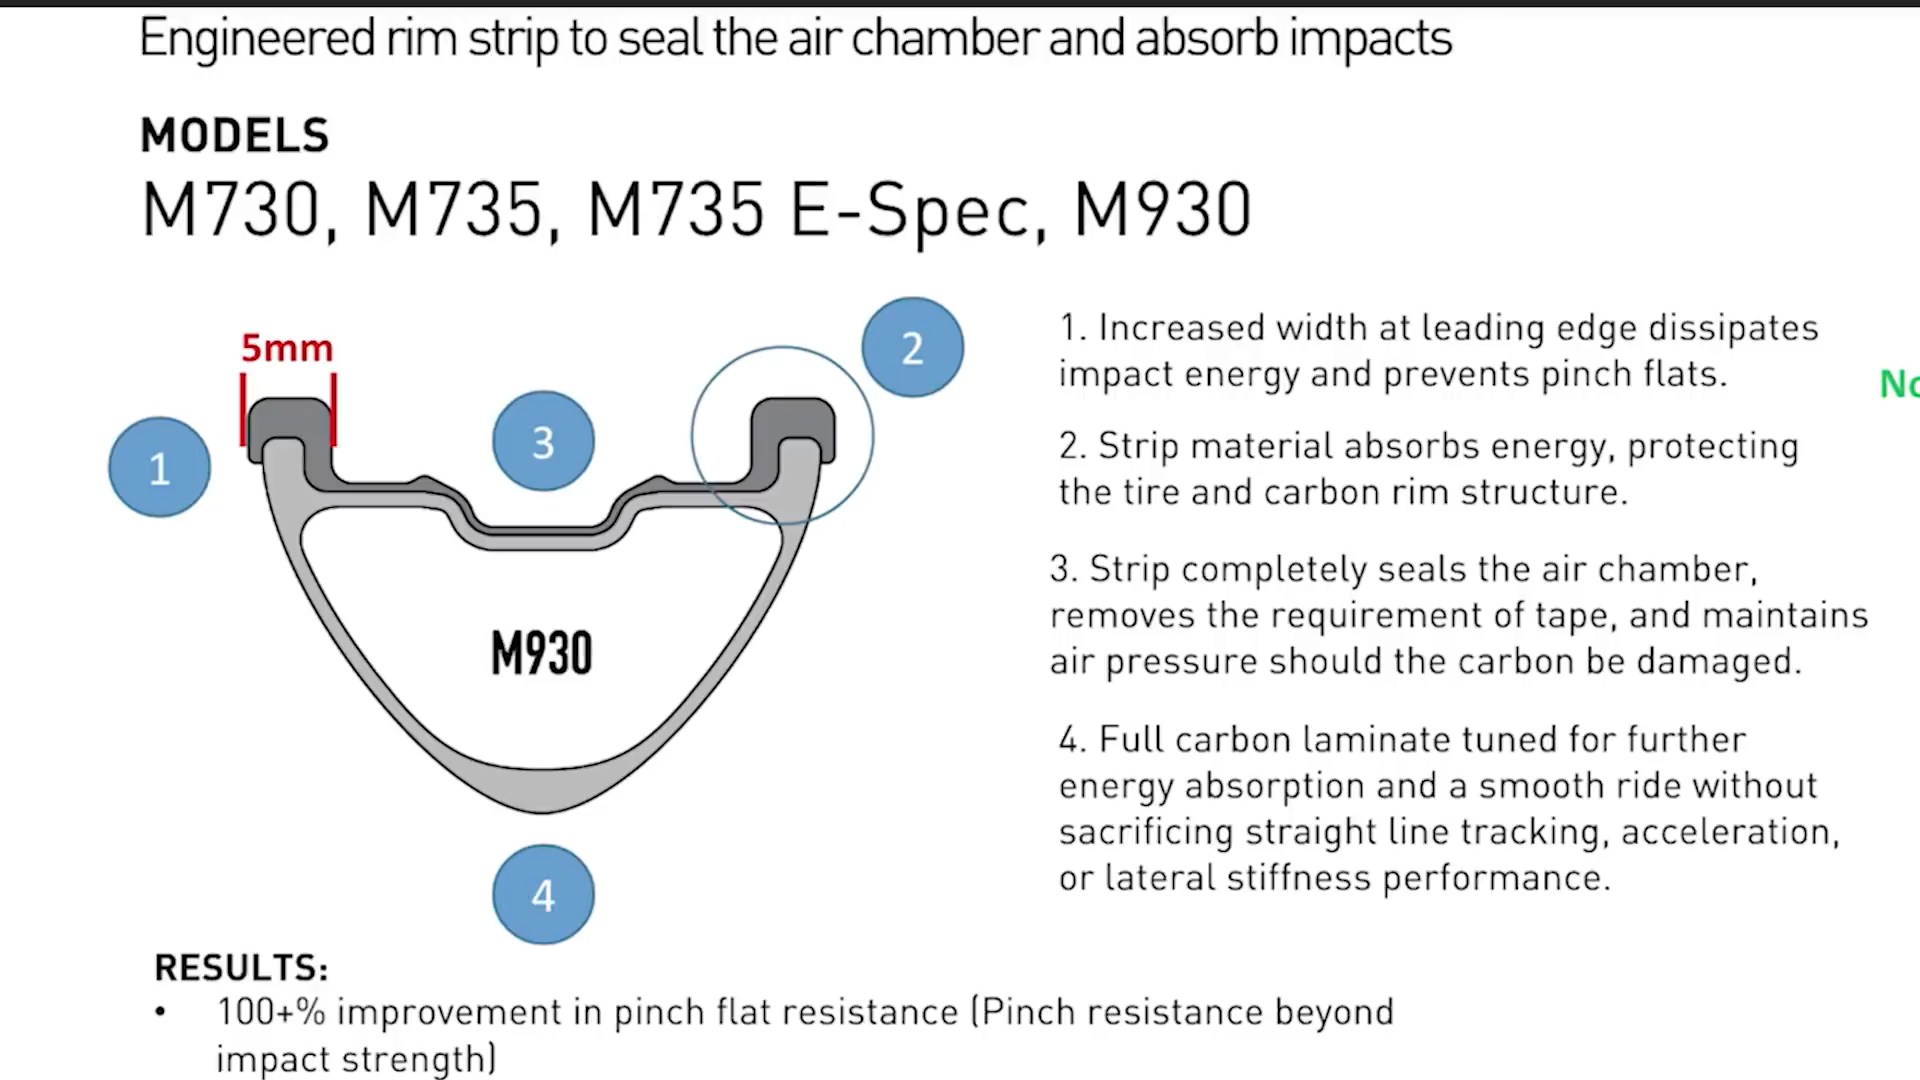 Engineered rim strip to seal the air chamber and absorb impacts
MODELS
M730, M735, M735 E-Spec, M930
5mm
1
2
3
M930
4
1. Increased width at leading edge dissipates
impact energy and prevents pinch flats.
2. Strip material absorbs energy, protecting
the tire and carbon rim structure.
3. Strip completely seals the air chamber,
removes the requirement of tape, and maintains
air pressure should the carbon be damaged.
4. Full carbon laminate tuned for further
energy absorption and a smooth ride without
sacrificing straight line tracking, acceleration,
or lateral stiffness performance.
RESULTS:
• 100+% improvement in pinch flat resistance (Pinch resistance beyond
impact strength)